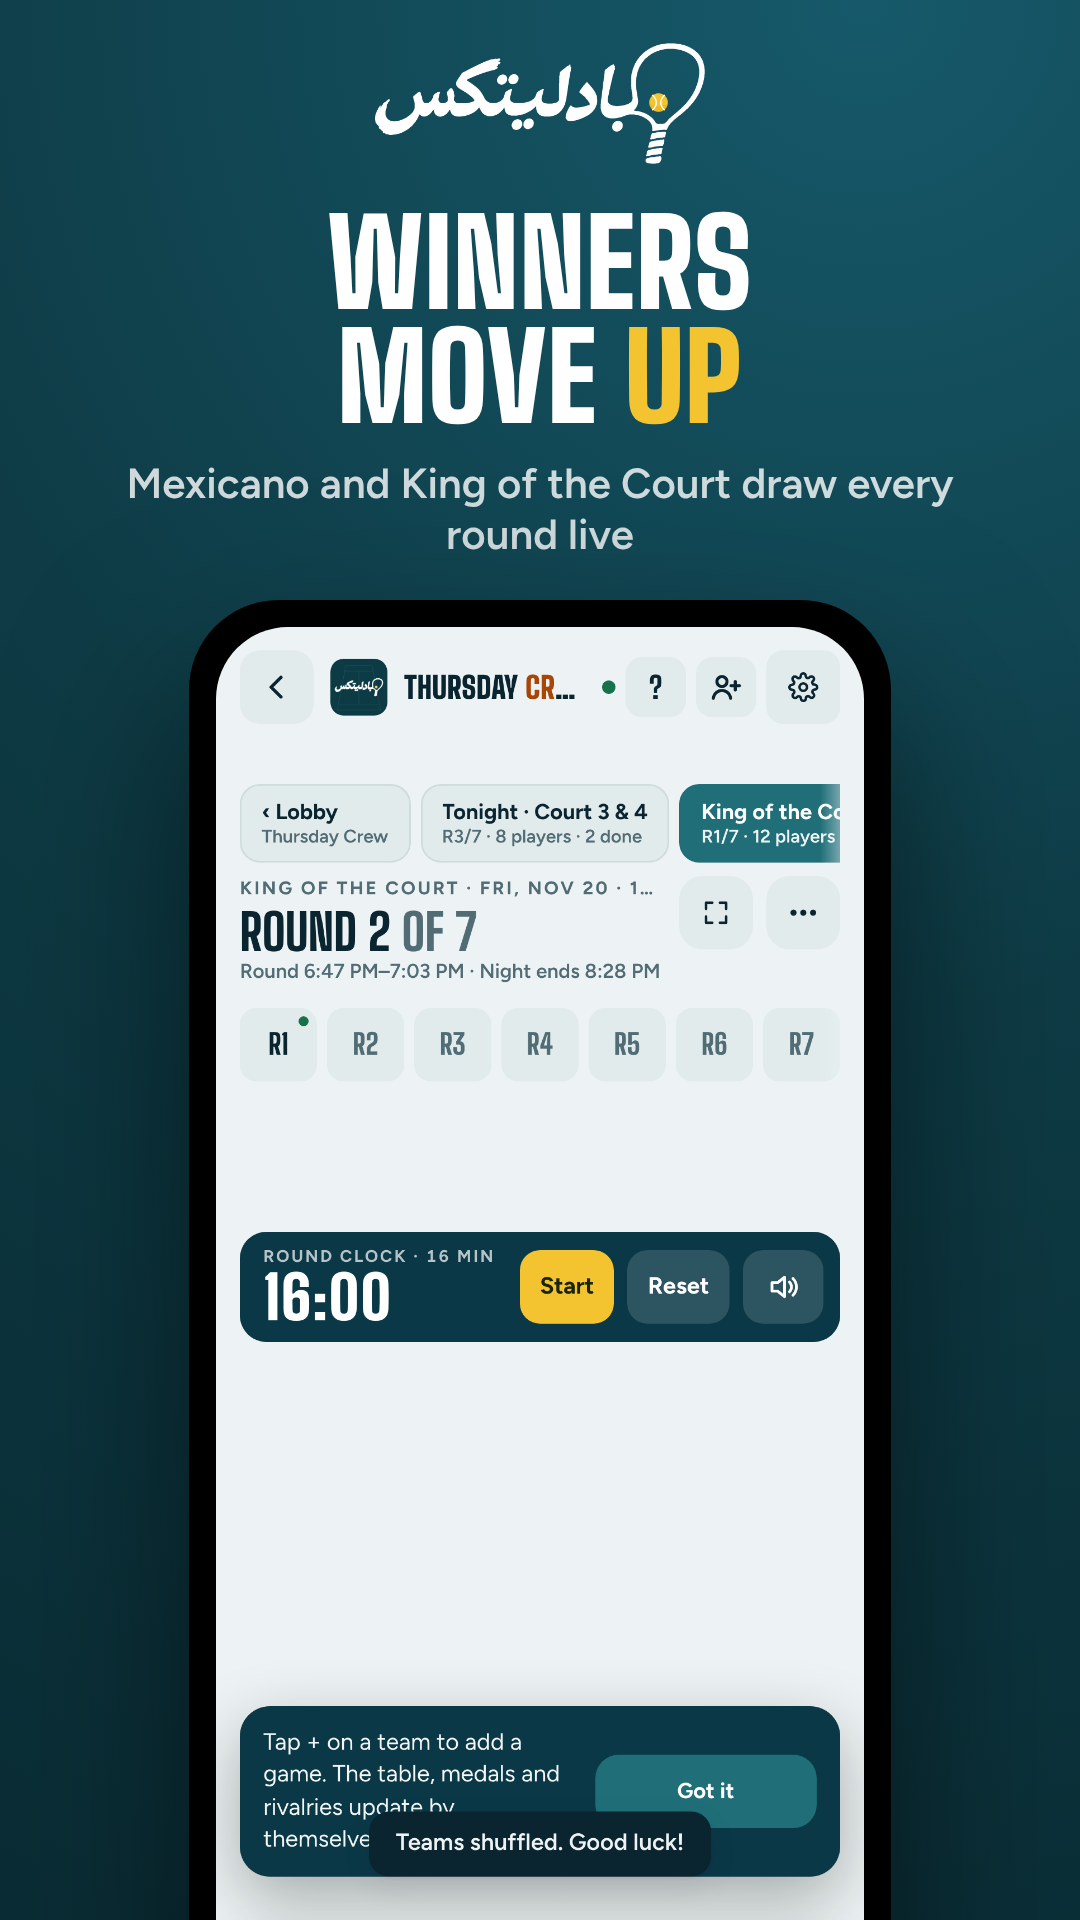 بادليتكس
WINNERS
MOVE UP
Mexicano and King of the Court draw every
round live
بادليتكس
THURSDAY CR...
?
‹ Lobby
Thursday Crew
Tonight · Court 3 & 4
R3/7 · 8 players · 2 done
King of the Co
R1/7 · 12 players
KING OF THE COURT · FRI, NOV 20 · 1...
ROUND 2 OF 7
Round 6:47 PM–7:03 PM · Night ends 8:28 PM
R1
R2
R3
R4
R5
R6
R7
ROUND CLOCK · 16 MIN
16:00
Start
Reset
Tap + on a team to add a
game. The table, medals and
rivalries update by
themselve
Got it
Teams shuffled. Good luck!